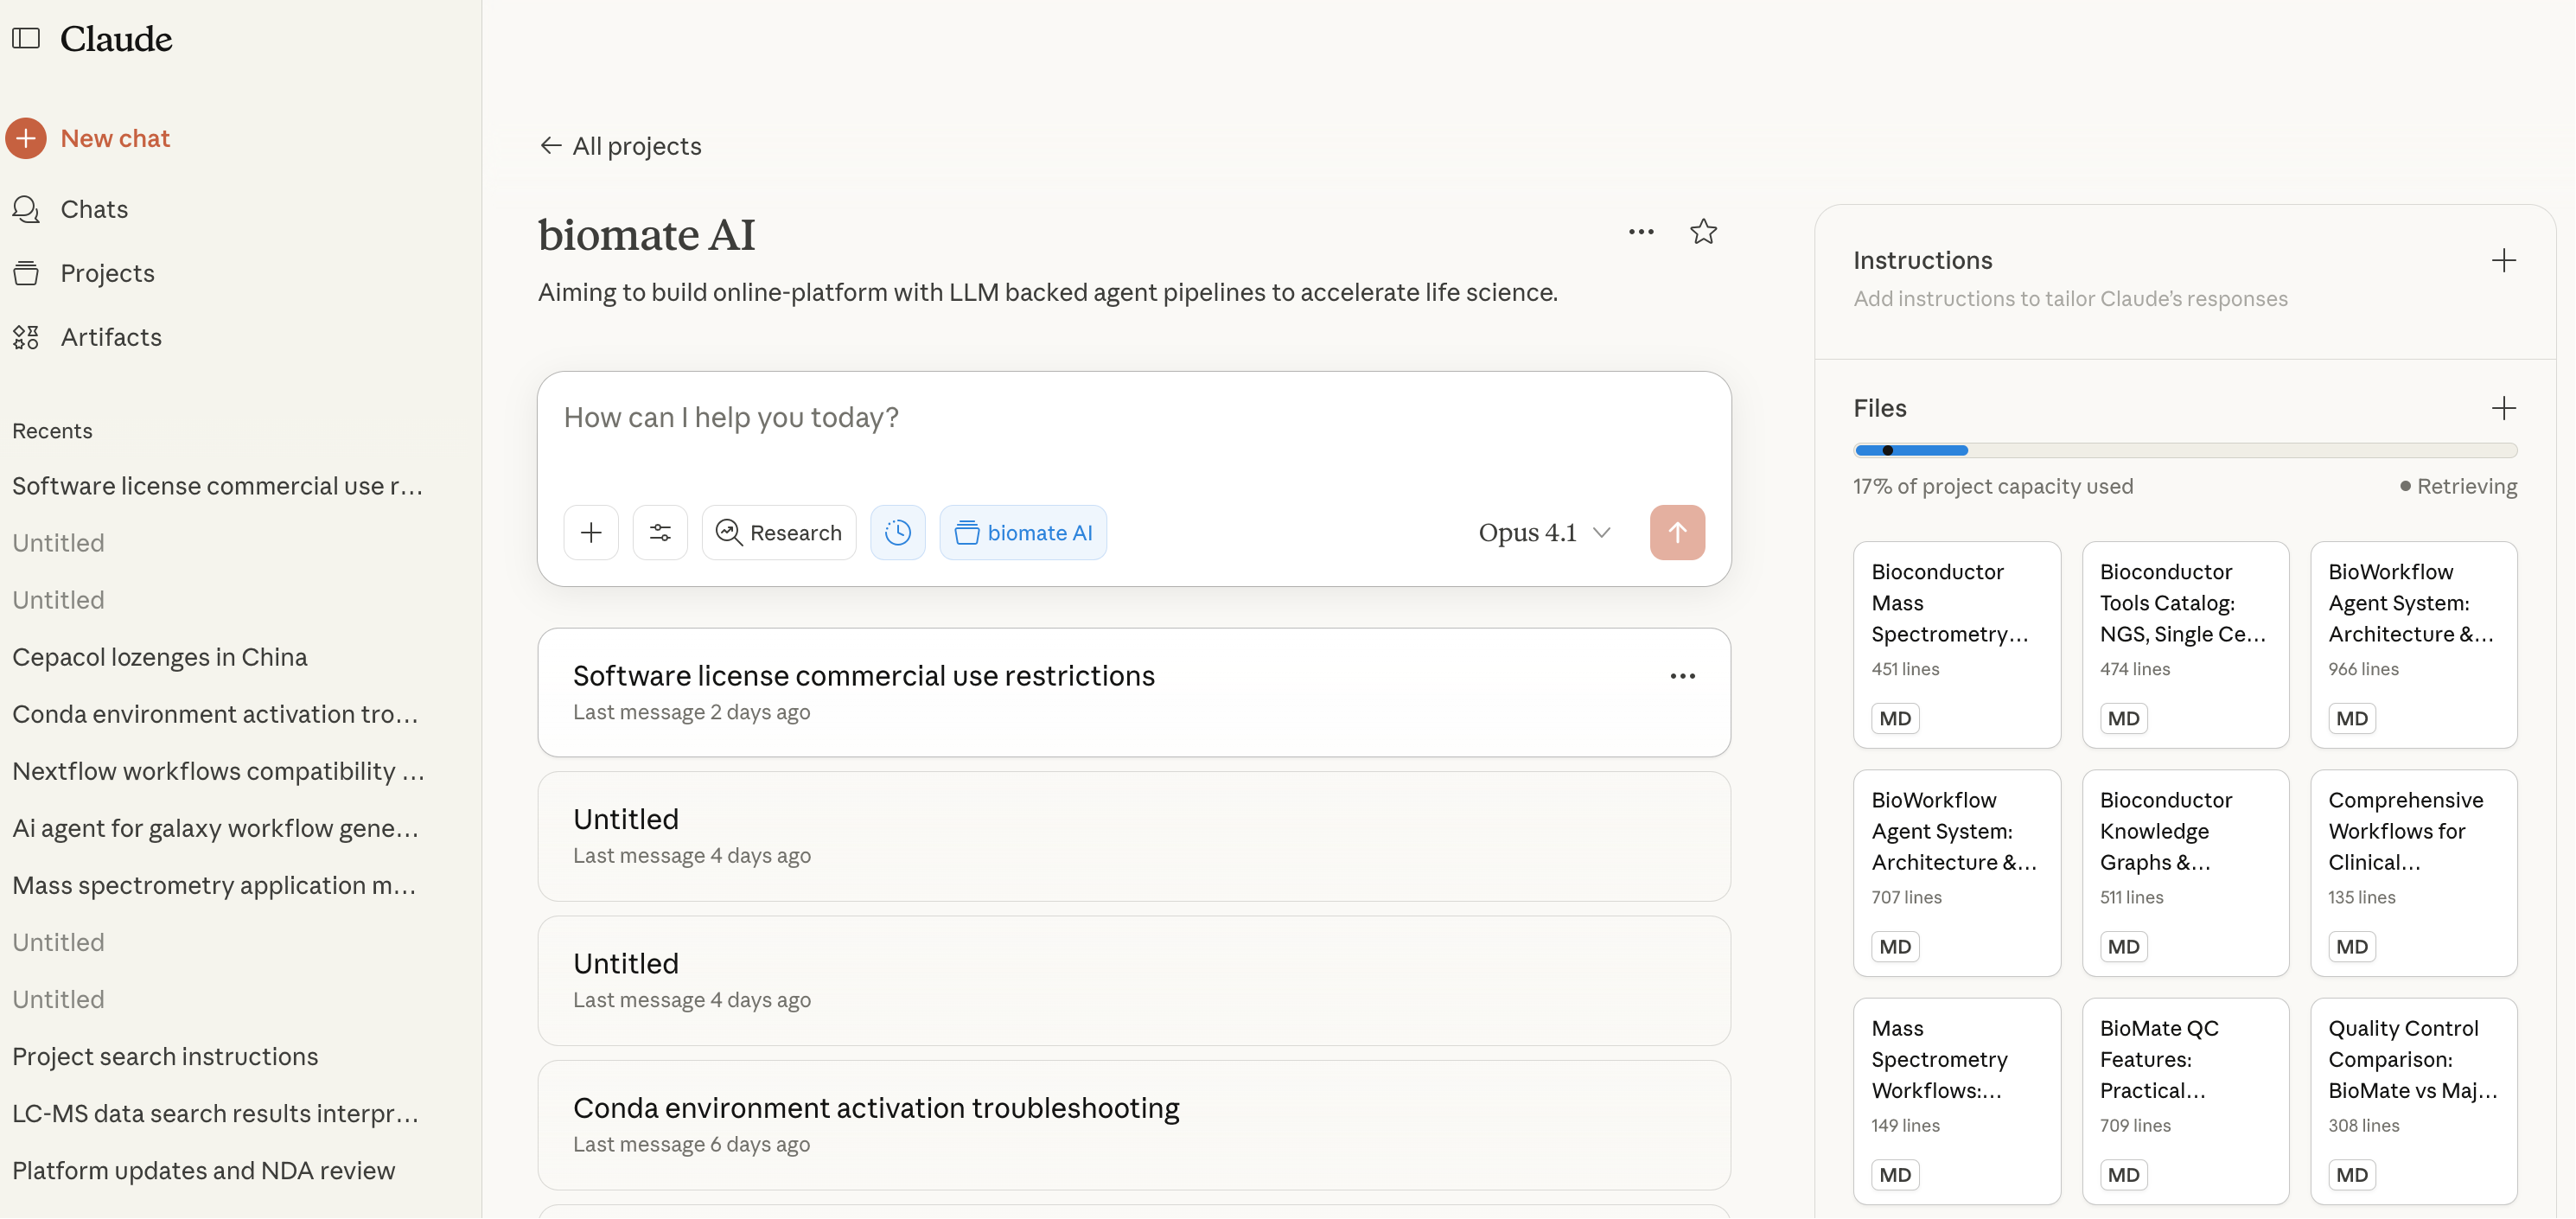 Claude
New chat
Chats
Projects
Artifacts
Recents
Software license commercial use r...
Untitled
Untitled
Cepacol lozenges in China
Conda environment activation tro...
Nextflow workflows compatibility ...
Ai agent for galaxy workflow gene...
Mass spectrometry application m...
Untitled
Untitled
Project search instructions
LC-MS data search results interpr...
Platform updates and NDA review
← All projects
biomate AI
Aiming to build online-platform with LLM backed agent pipelines to accelerate life science.
How can I help you today?
Research
biomate AI
Opus 4.1
Software license commercial use restrictions
Last message 2 days ago
Untitled
Last message 4 days ago
Untitled
Last message 4 days ago
Conda environment activation troubleshooting
Last message 6 days ago
Instructions
Add instructions to tailor Claude's responses
Files
17% of project capacity used
Retrieving
Bioconductor
Mass
Spectrometry...
451 lines
MD
Bioconductor
Tools Catalog:
NGS, Single Ce...
474 lines
MD
BioWorkflow
Agent System:
Architecture &...
966 lines
MD
BioWorkflow
Agent System:
Architecture &...
707 lines
MD
Bioconductor
Knowledge
Graphs &...
511 lines
MD
Comprehensive
Workflows for
Clinical...
135 lines
MD
Mass
Spectrometry
Workflows:...
149 lines
MD
BioMate QC
Features:
Practical...
709 lines
MD
Quality Control
Comparison:
BioMate vs Maj...
308 lines
MD